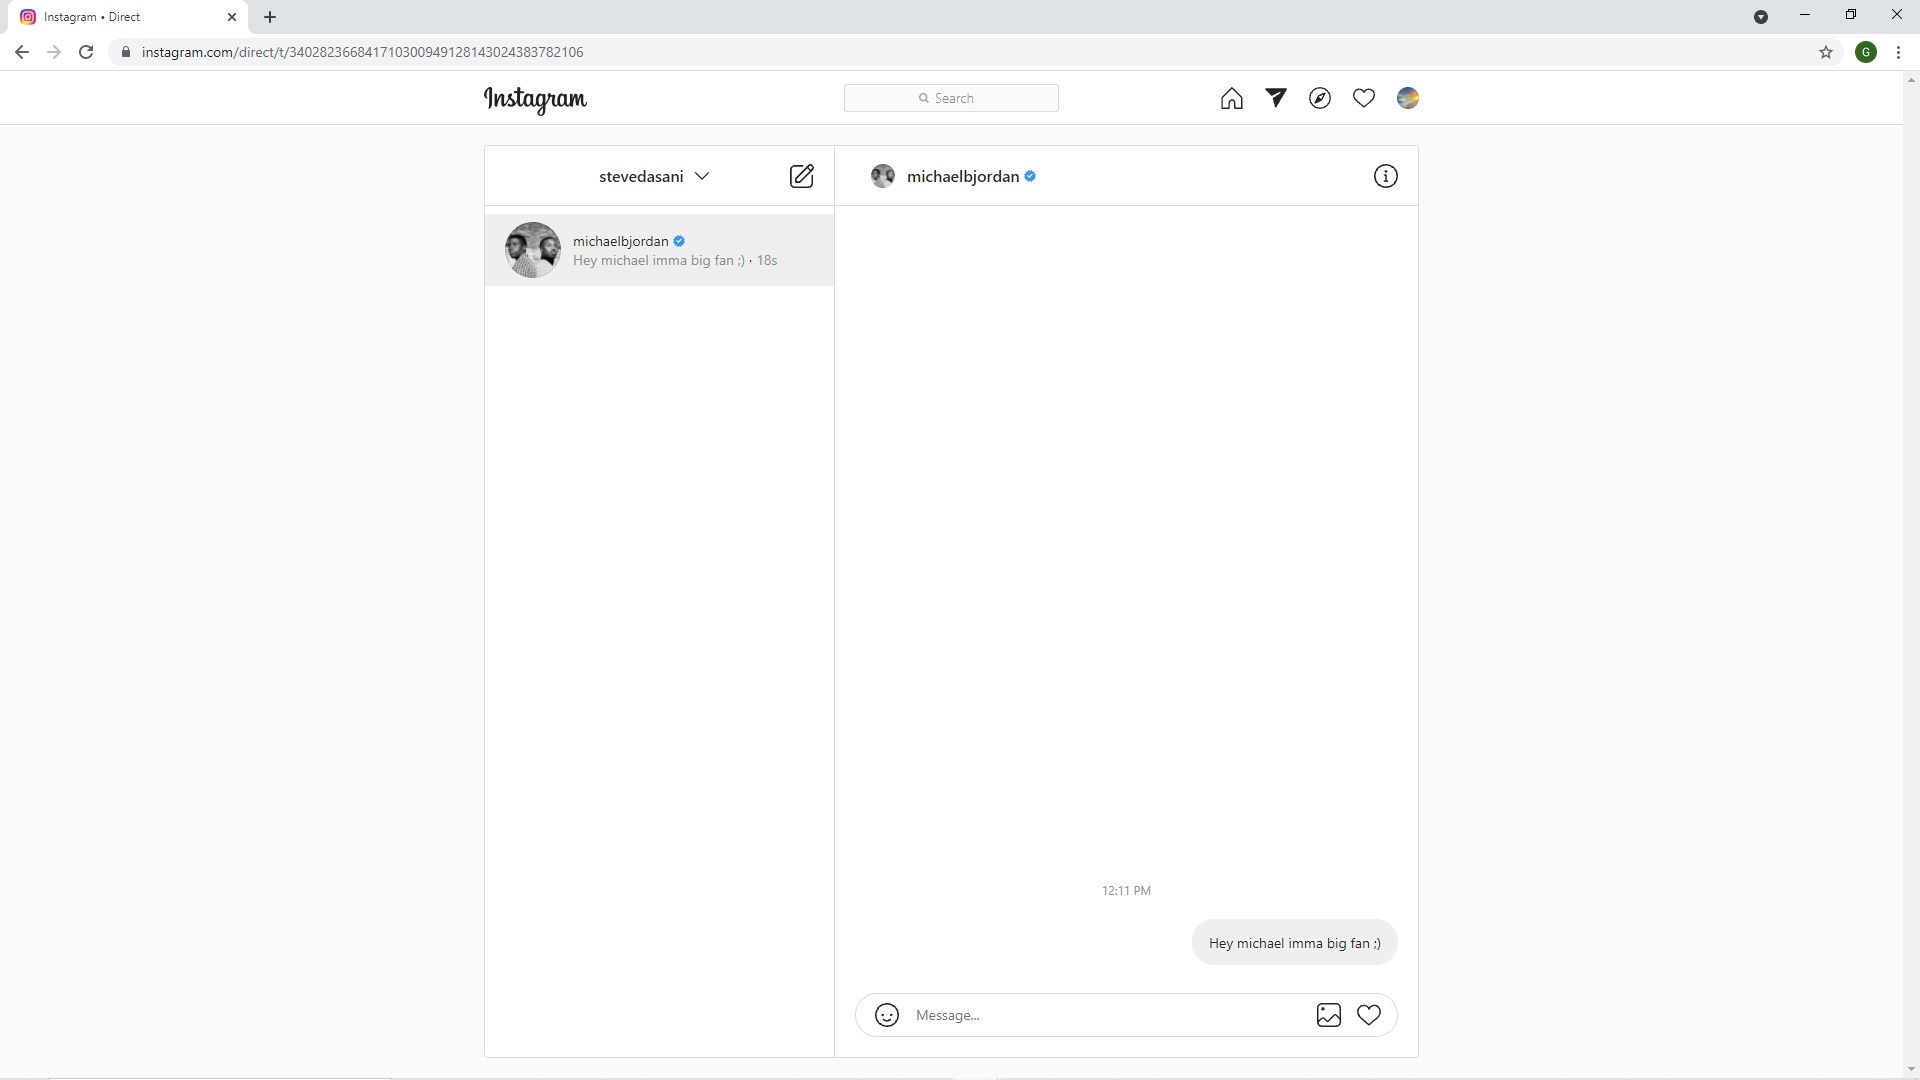 Instagram • Direct
instagram.com/direct/t/340282366841710300949128143024383782106
G
Instagram
Search
stevedasani
michaelbjordan
michaelbjordan
Hey michael imma big fan ;) · 18s
12:11 PM
Hey michael imma big fan ;)
Message...